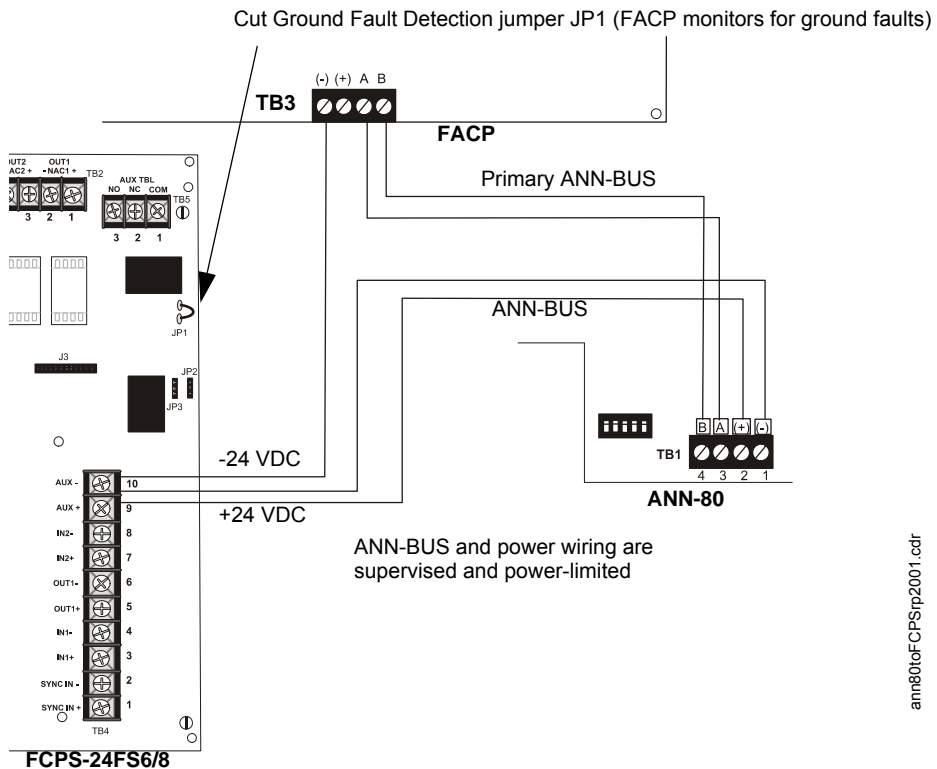 Cut Ground Fault Detection jumper JP1 (FACP monitors for ground faults)
(-) (+) A B
TB3
FACP
OUT1
NAC2 + - NAC1 + TB2
3 2 1
AUX TBL
NO NC COM
TB5
3 2 1
Primary ANN-BUS
JP1
ANN-BUS
J3
JP2
JP3
B A (+) (-)
TB1
4 3 2 1
ANN-80
-24 VDC
+24 VDC
AUX - 10
AUX + 9
IN2- 8
IN2+ 7
OUT1- 6
OUT1+ 5
IN1- 4
IN1+ 3
SYNC IN - 2
SYNC IN + 1
TB4
FCPS-24FS6/8
ANN-BUS and power wiring are
supervised and power-limited
ann80toFCPSrp2001.cdr